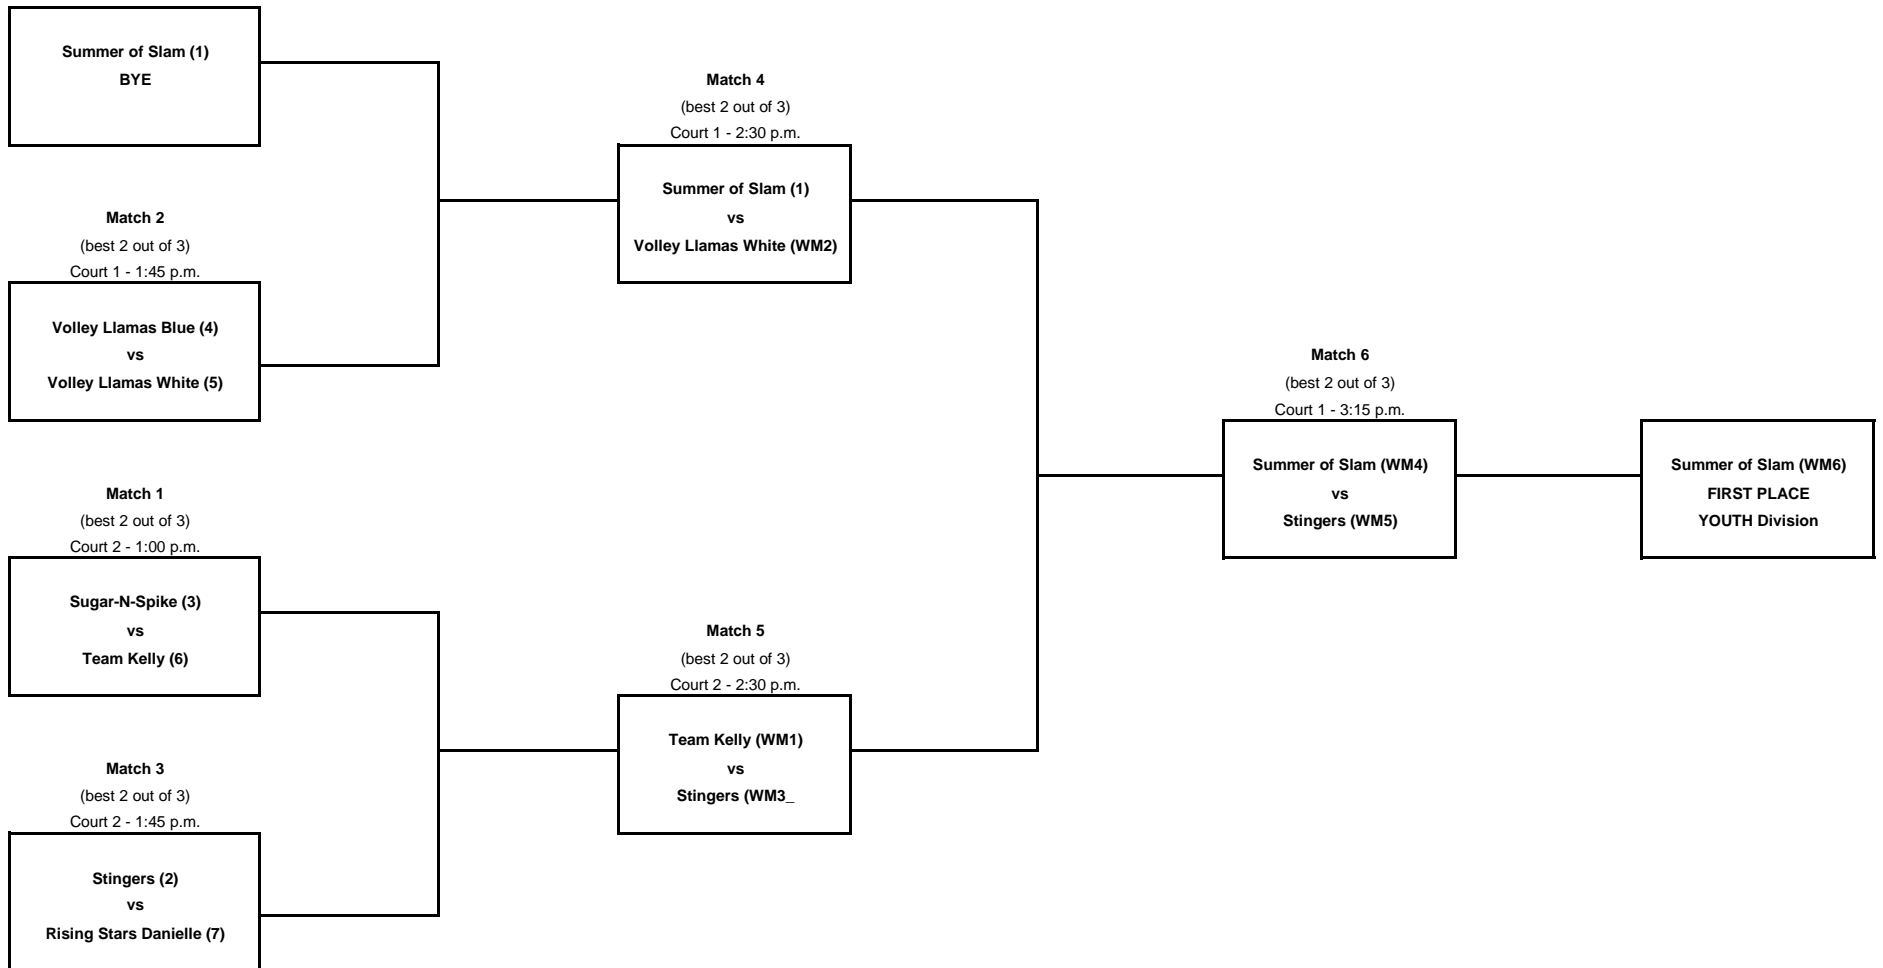 Summer of Slam (1)
BYE
Match 2
(best 2 out of 3)
Court 1 - 1:45 p.m.
Volley Llamas Blue (4)
vs
Volley Llamas White (5)
Match 1
(best 2 out of 3)
Court 2 - 1:00 p.m.
Sugar-N-Spike (3)
vs
Team Kelly (6)
Match 3
(best 2 out of 3)
Court 2 - 1:45 p.m.
Stingers (2)
vs
Rising Stars Danielle (7)
Match 4
(best 2 out of 3)
Court 1 - 2:30 p.m.
Summer of Slam (1)
vs
Volley Llamas White (WM2)
Match 5
(best 2 out of 3)
Court 2 - 2:30 p.m.
Team Kelly (WM1)
vs
Stingers (WM3_
Match 6
(best 2 out of 3)
Court 1 - 3:15 p.m.
Summer of Slam (WM4)
vs
Stingers (WM5)
Summer of Slam (WM6)
FIRST PLACE
YOUTH Division